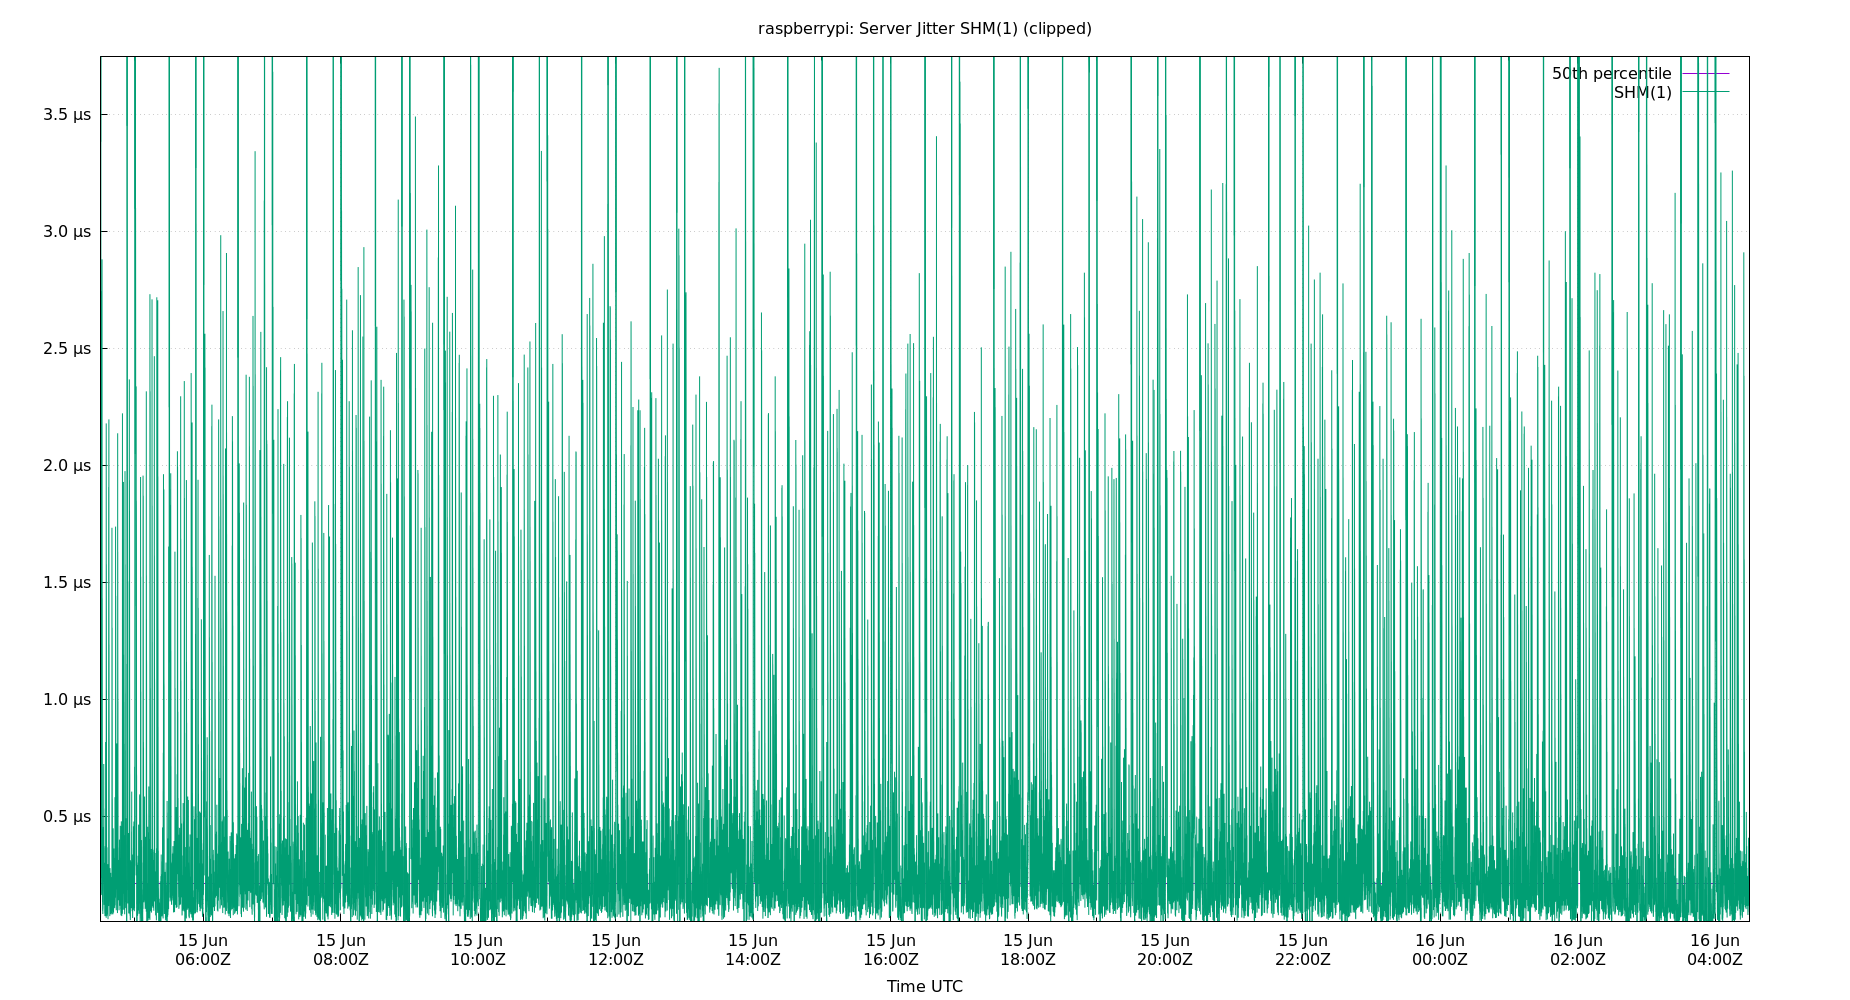 raspberrypi: Server Jitter SHM(1) (clipped)
50th percentile
SHM(1)
3.5 µs
3.0 µs
2.5 µs
2.0 µs
1.5 µs
1.0 µs
0.5 µs
15 Jun 15 Jun 15 Jun 15 Jun 15 Jun 15 Jun 15 Jun 15 Jun 15 Jun 16 Jun 16 Jun 16 Jun
06:00Z 08:00Z 10:00Z 12:00Z 14:00Z 16:00Z 18:00Z 20:00Z 22:00Z 00:00Z 02:00Z 04:00Z
Time UTC